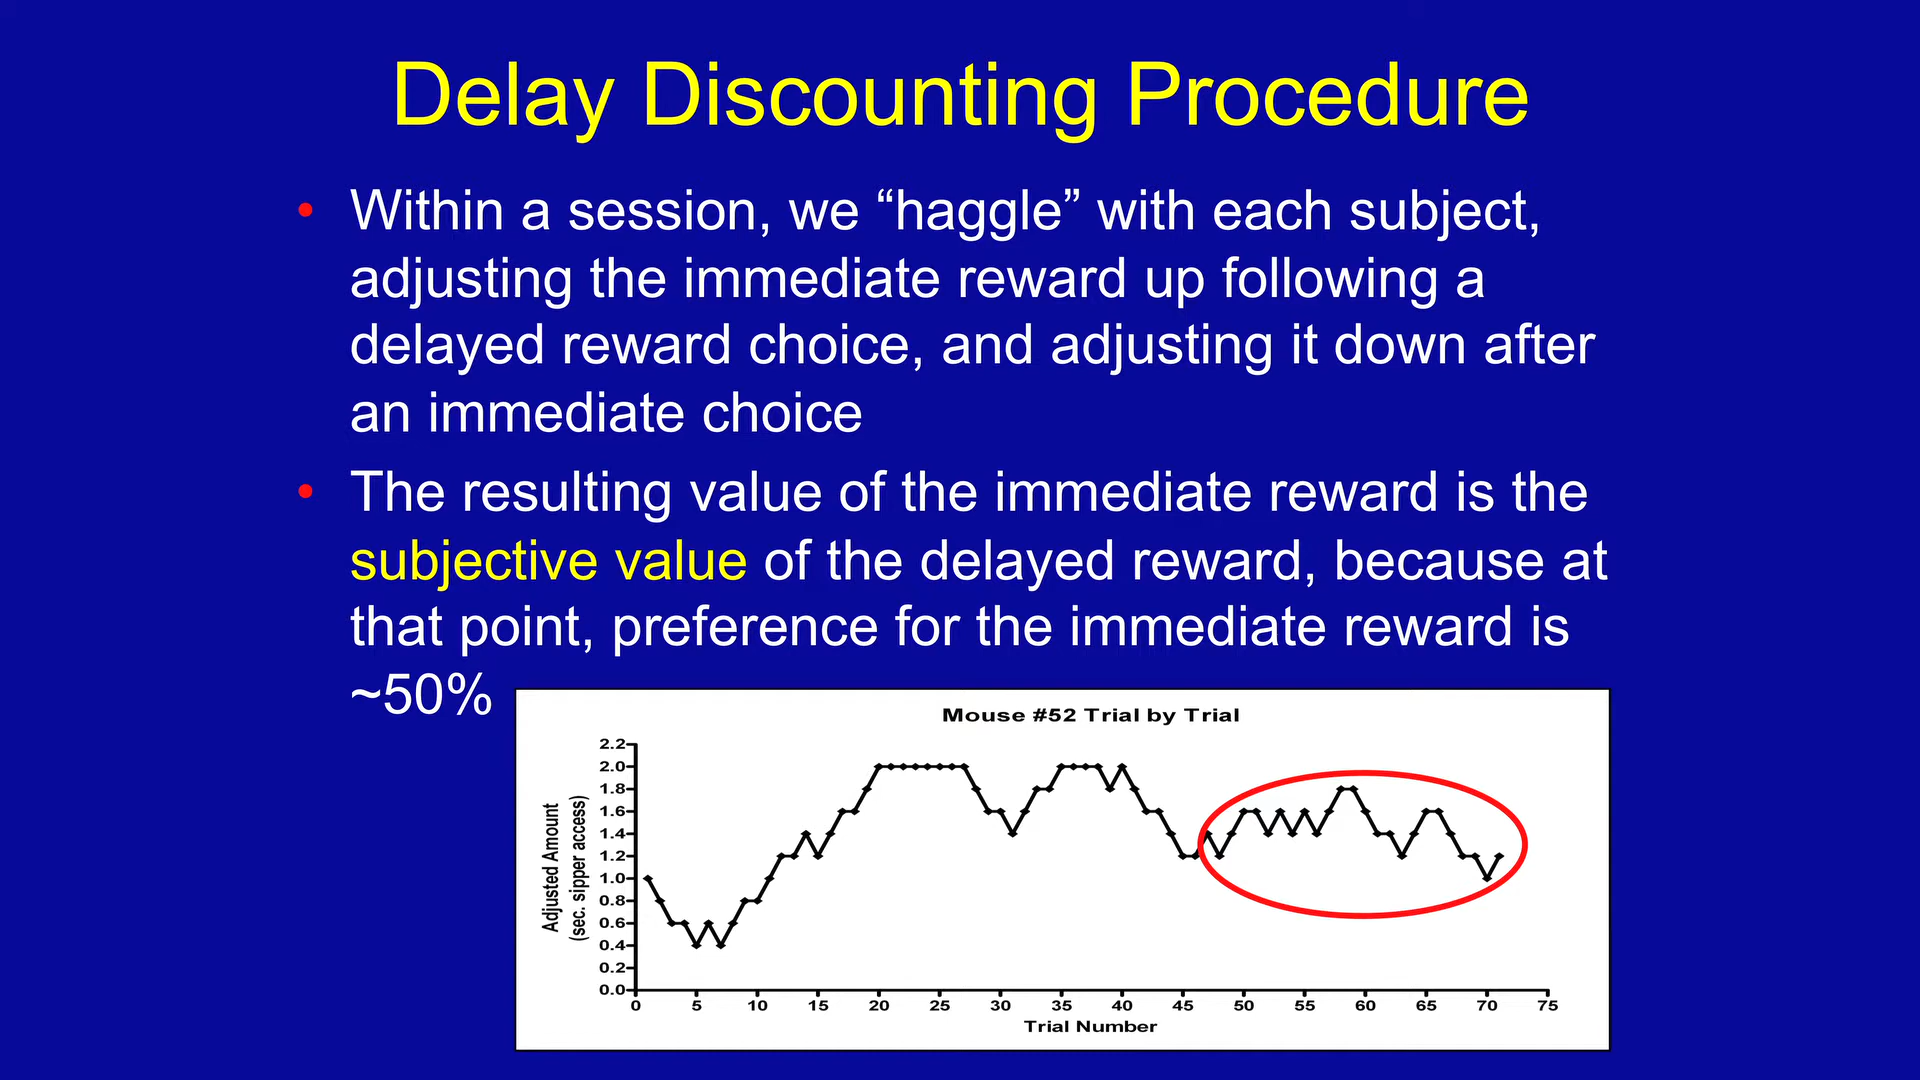 Delay Discounting Procedure
• Within a session, we “haggle” with each subject,
adjusting the immediate reward up following a
delayed reward choice, and adjusting it down after
an immediate choice
• The resulting value of the immediate reward is the
subjective value of the delayed reward, because at
that point, preference for the immediate reward is
~50%
Mouse #52 Trial by Trial
Adjusted Amount
(sec. sipper access)
2.2
2.0
1.8
1.6
1.4
1.2
1.0
0.8
0.6
0.4
0.2
0.0
0 5 10 15 20 25 30 35 40 45 50 55 60 65 70 75
Trial Number